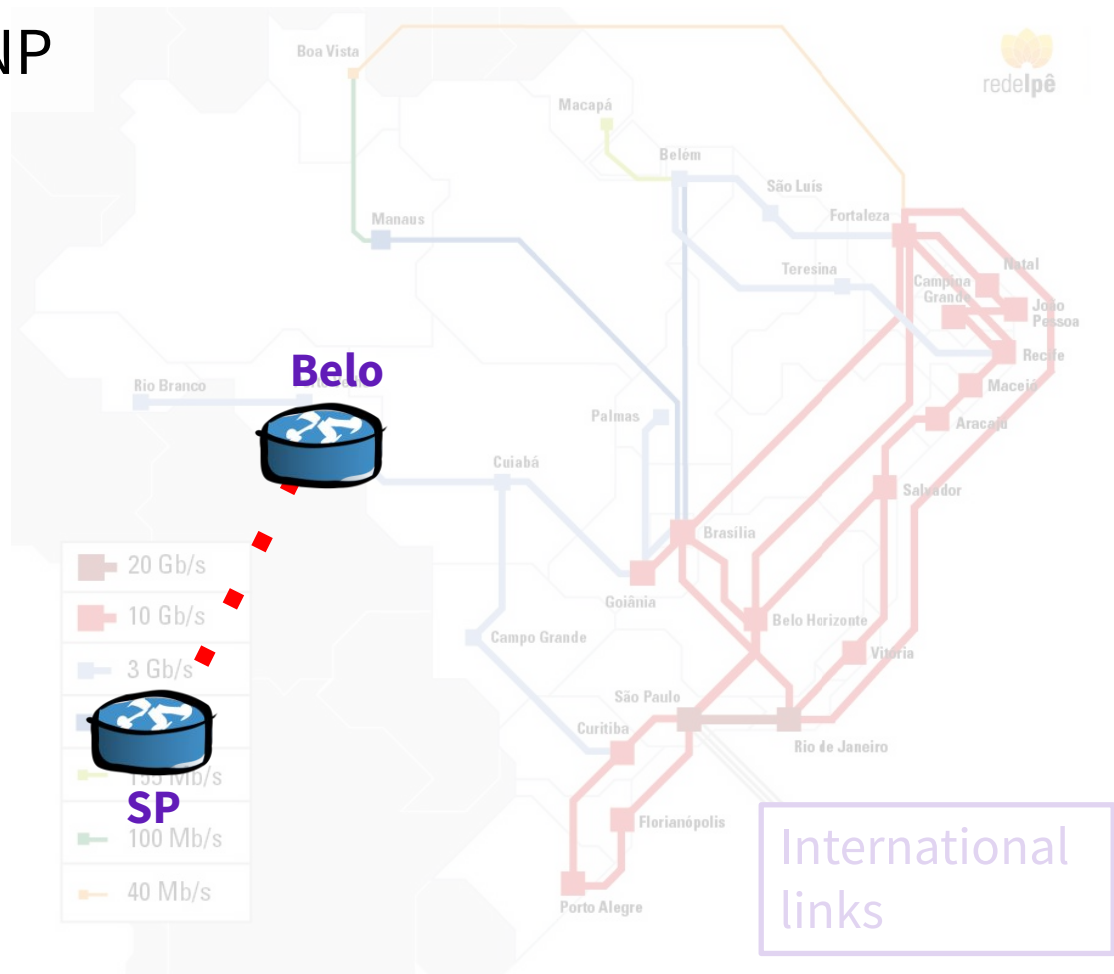 NP
Boa Vista
redeIpê
Macapá
Belém
São Luís
Fortaleza
Manaus
Natal
Teresina
Campina
Grande
João
Pessoa
Recife
Belo
Rio Branco
Maceió
Palmas
Aracaju
Cuiabá
Salvador
Brasília
20 Gb/s
Goiânia
10 Gb/s
Belo Horizonte
Campo Grande
Vitória
3 Gb/s
São Paulo
Curitiba
Rio de Janeiro
155 Mb/s
SP
100 Mb/s
Florianópolis
International
links
40 Mb/s
Porto Alegre